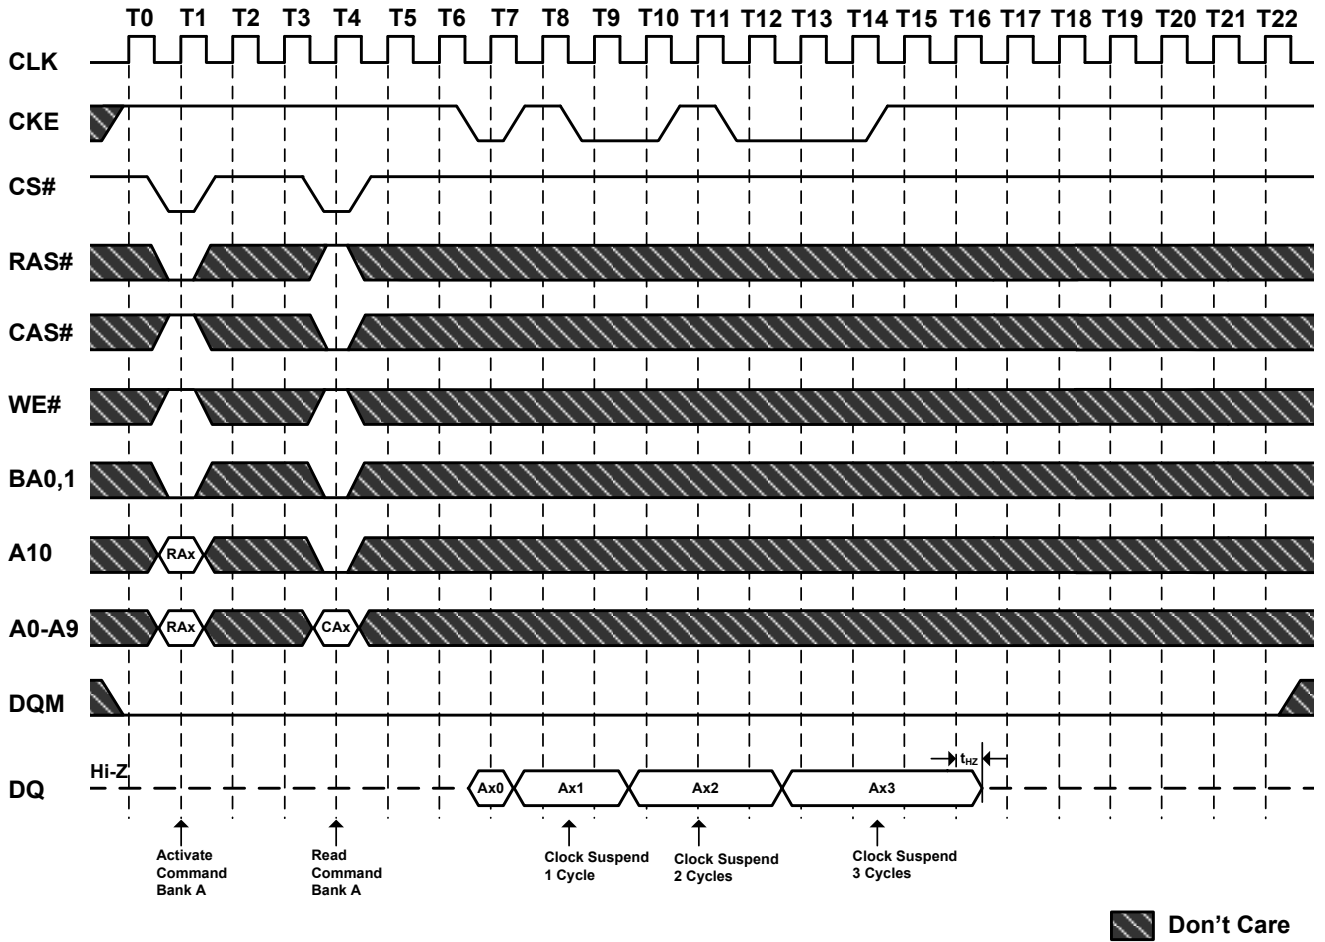 T0 T1 T2 T3 T4 T5 T6 T7 T8 T9 T10 T11 T12 T13 T14 T15 T16 T17 T18 T19 T20 T21 T22
CLK
CKE
CS#
RAS#
CAS#
WE#
BA0,1
A10
RAx
A0-A9
RAx
CAx
DQM
Hi-Z
tHZ
DQ
Ax0
Ax1
Ax2
Ax3
Activate
Command
Bank A
Read
Command
Bank A
Clock Suspend
1 Cycle
Clock Suspend
2 Cycles
Clock Suspend
3 Cycles
Don't Care